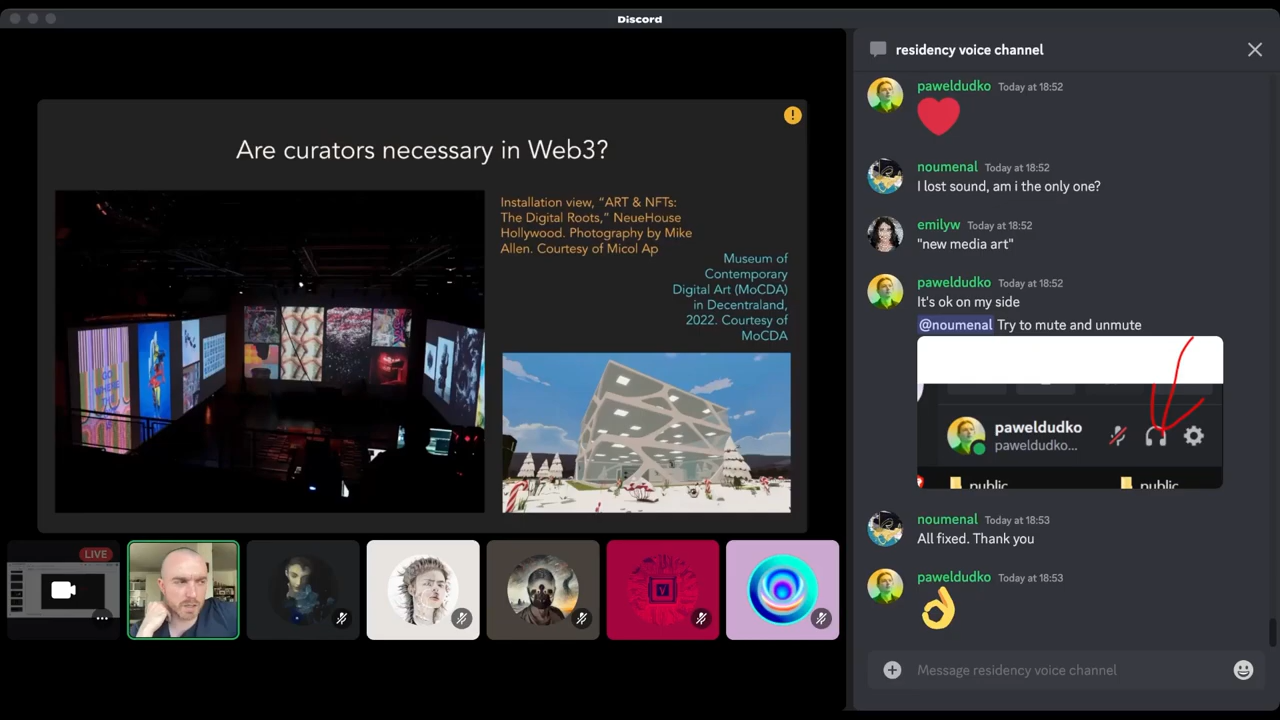 Discord
Are curators necessary in Web3?
Installation view, “ART & NFTs:
The Digital Roots,” NeueHouse
Hollywood. Photography by Mike
Allen. Courtesy of Micol Ap
Museum of
Contemporary
Digital Art (MoCDA)
in Decentraland,
2022. Courtesy of
MoCDA
LIVE
V
residency voice channel
paweldudko Today at 18:52
noumenal Today at 18:52
I lost sound, am i the only one?
emilyw Today at 18:52
"new media art"
paweldudko Today at 18:52
It's ok on my side
@noumenal Try to mute and unmute
paweldudko
paweldudko...
public public
noumenal Today at 18:53
All fixed. Thank you
paweldudko Today at 18:53
Message residency voice channel